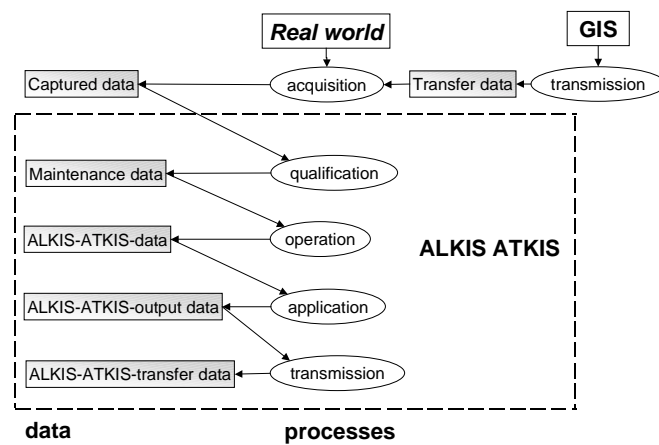 Real world
GIS
Captured data
acquisition
Transfer data
transmission
Maintenance data
qualification
ALKIS-ATKIS-data
operation
ALKIS ATKIS
ALKIS-ATKIS-output data
application
ALKIS-ATKIS-transfer data
transmission
data
processes